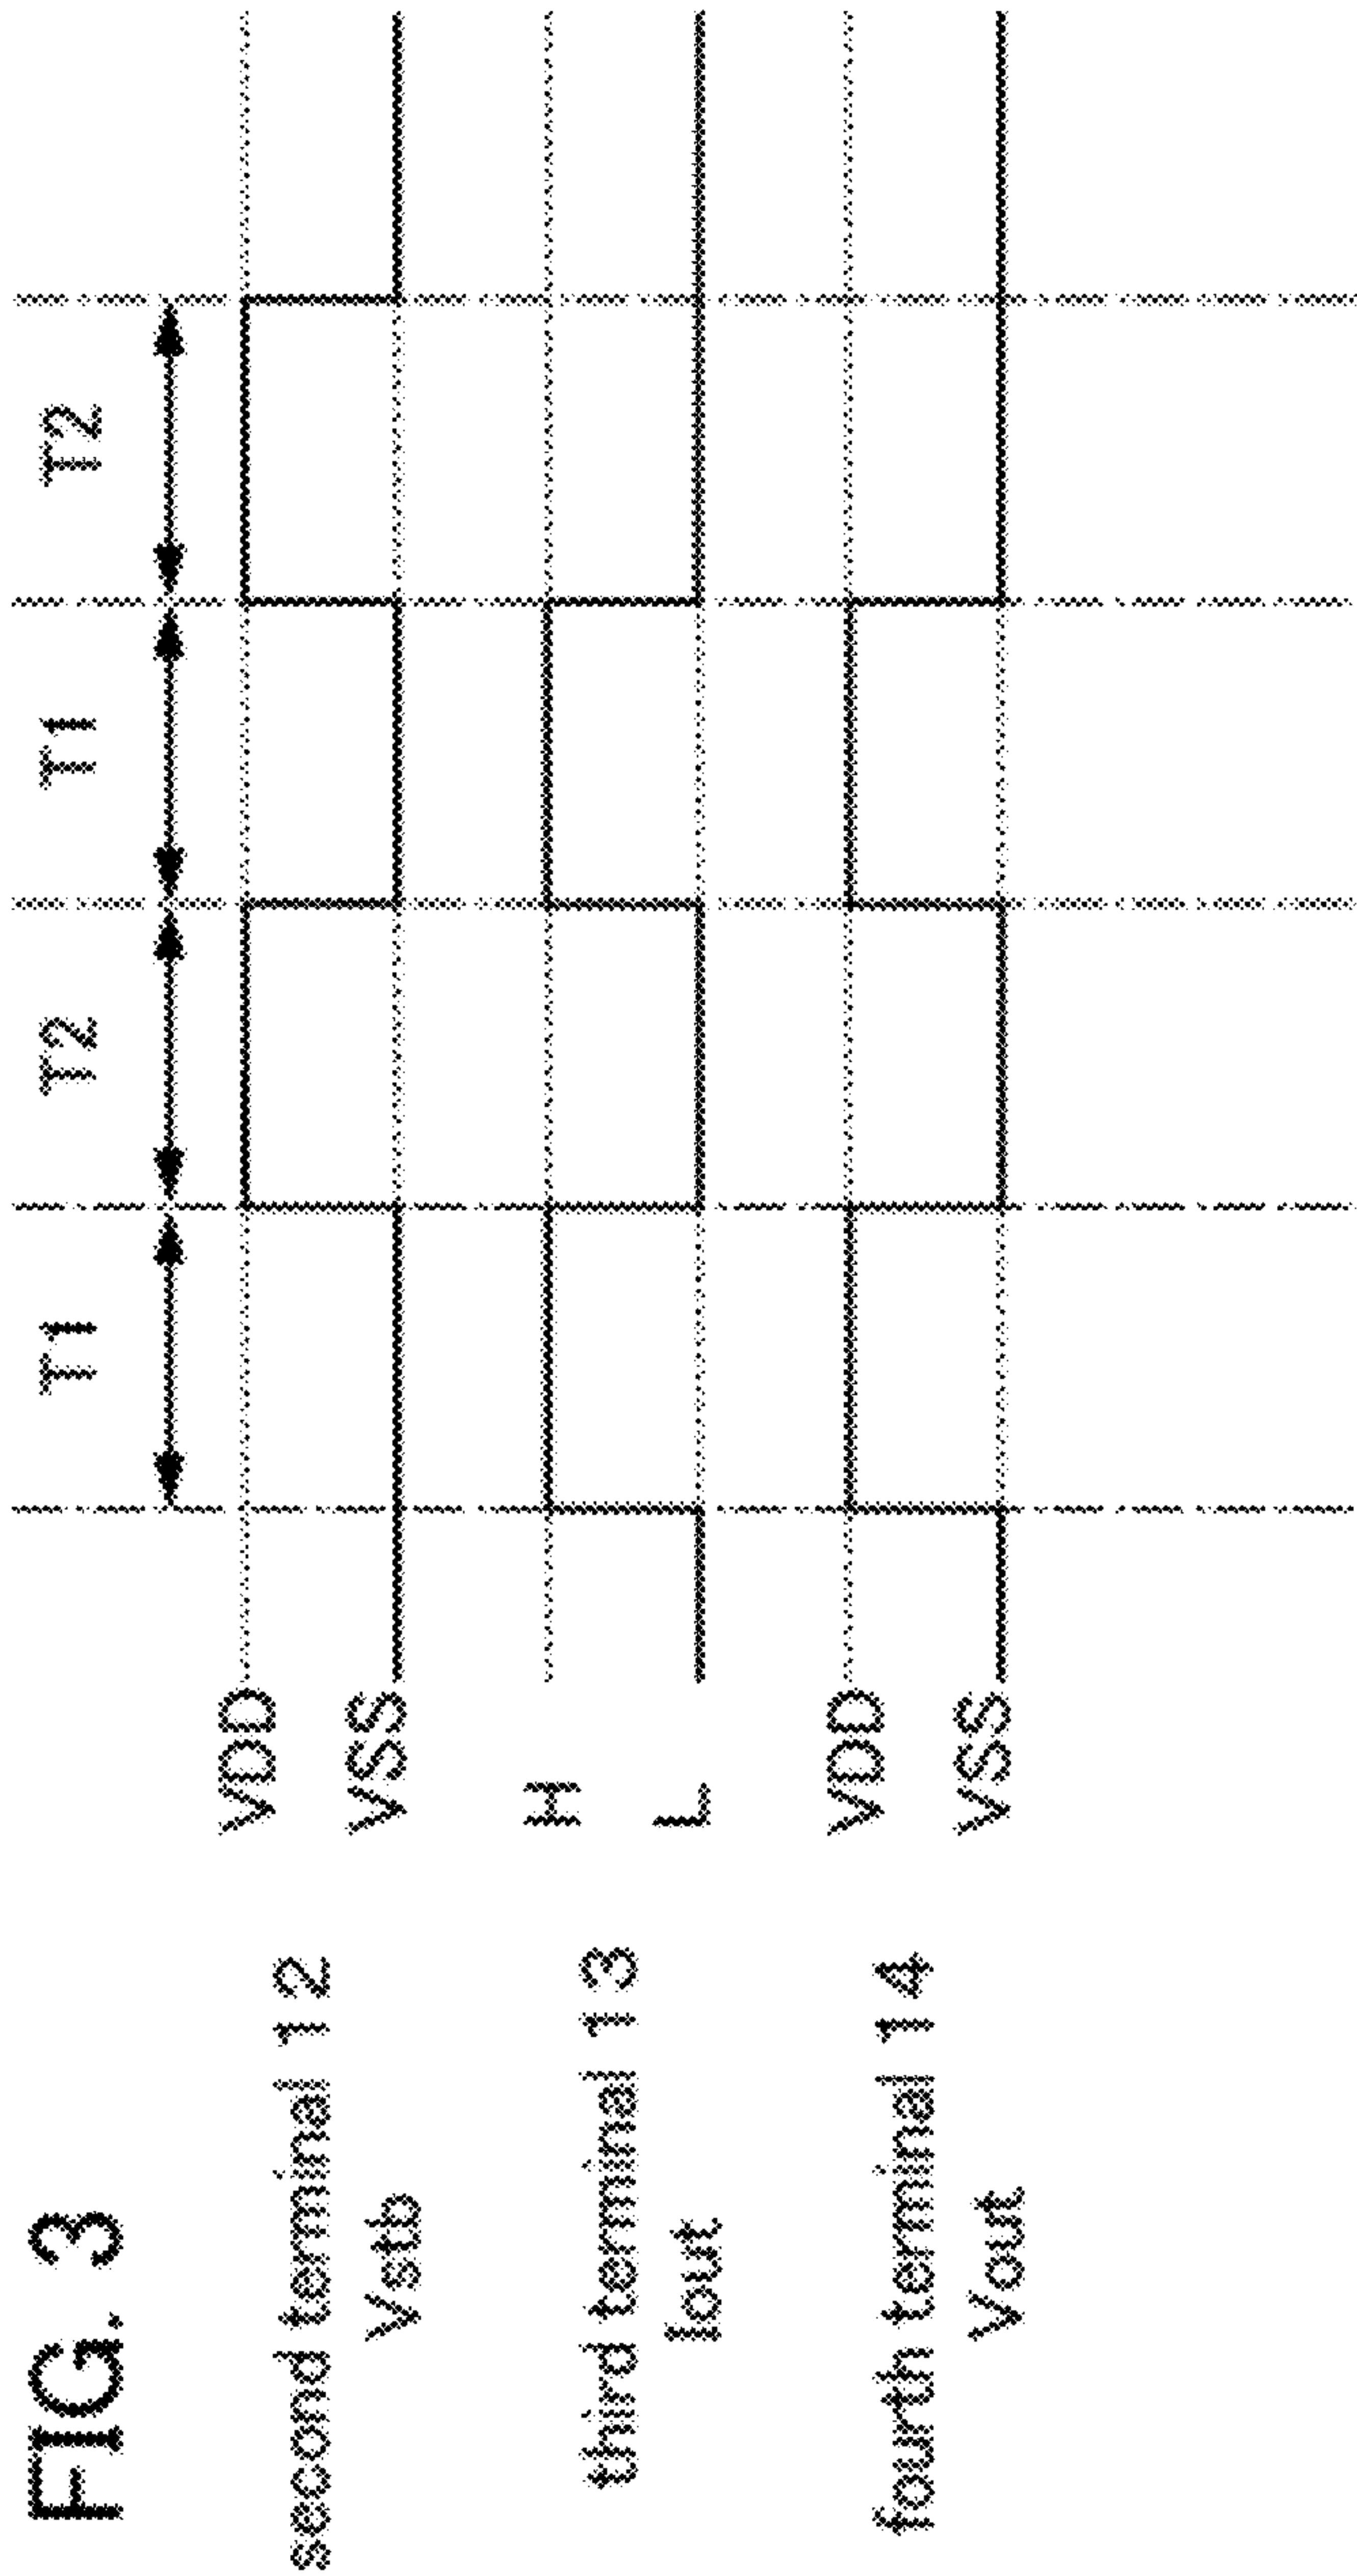 FIG. 3
T1 T2 T1 T2
second terminal 12
Vstb
VDD
VSS
third terminal 13
Iout
H
L
fourth terminal 14
Vout
VDD
VSS